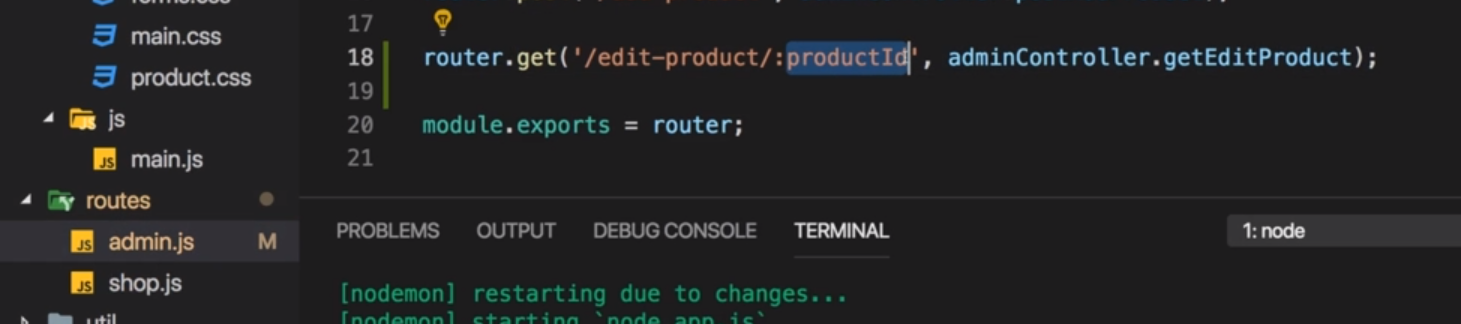 main.css
product.css
js
main.js
routes
admin.js M
shop.js
util
17
18 router.get('/edit-product/:productId', adminController.getEditProduct);
19
20 module.exports = router;
21
PROBLEMS OUTPUT DEBUG CONSOLE TERMINAL 1: node
[nodemon] restarting due to changes...
[nodemon] starting `node app.js`